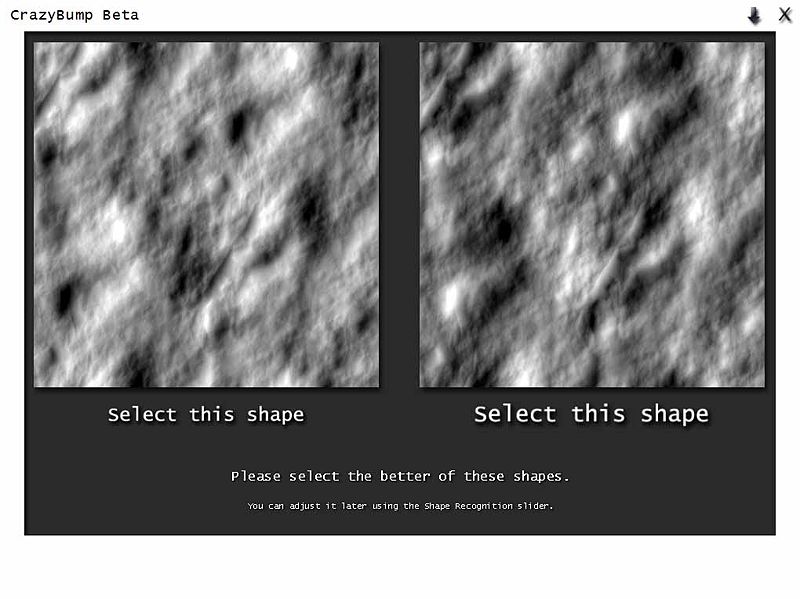 CrazyBump Beta
X
Select this shape
Select this shape
Please select the better of these shapes.
You can adjust it later using the Shape Recognition slider.